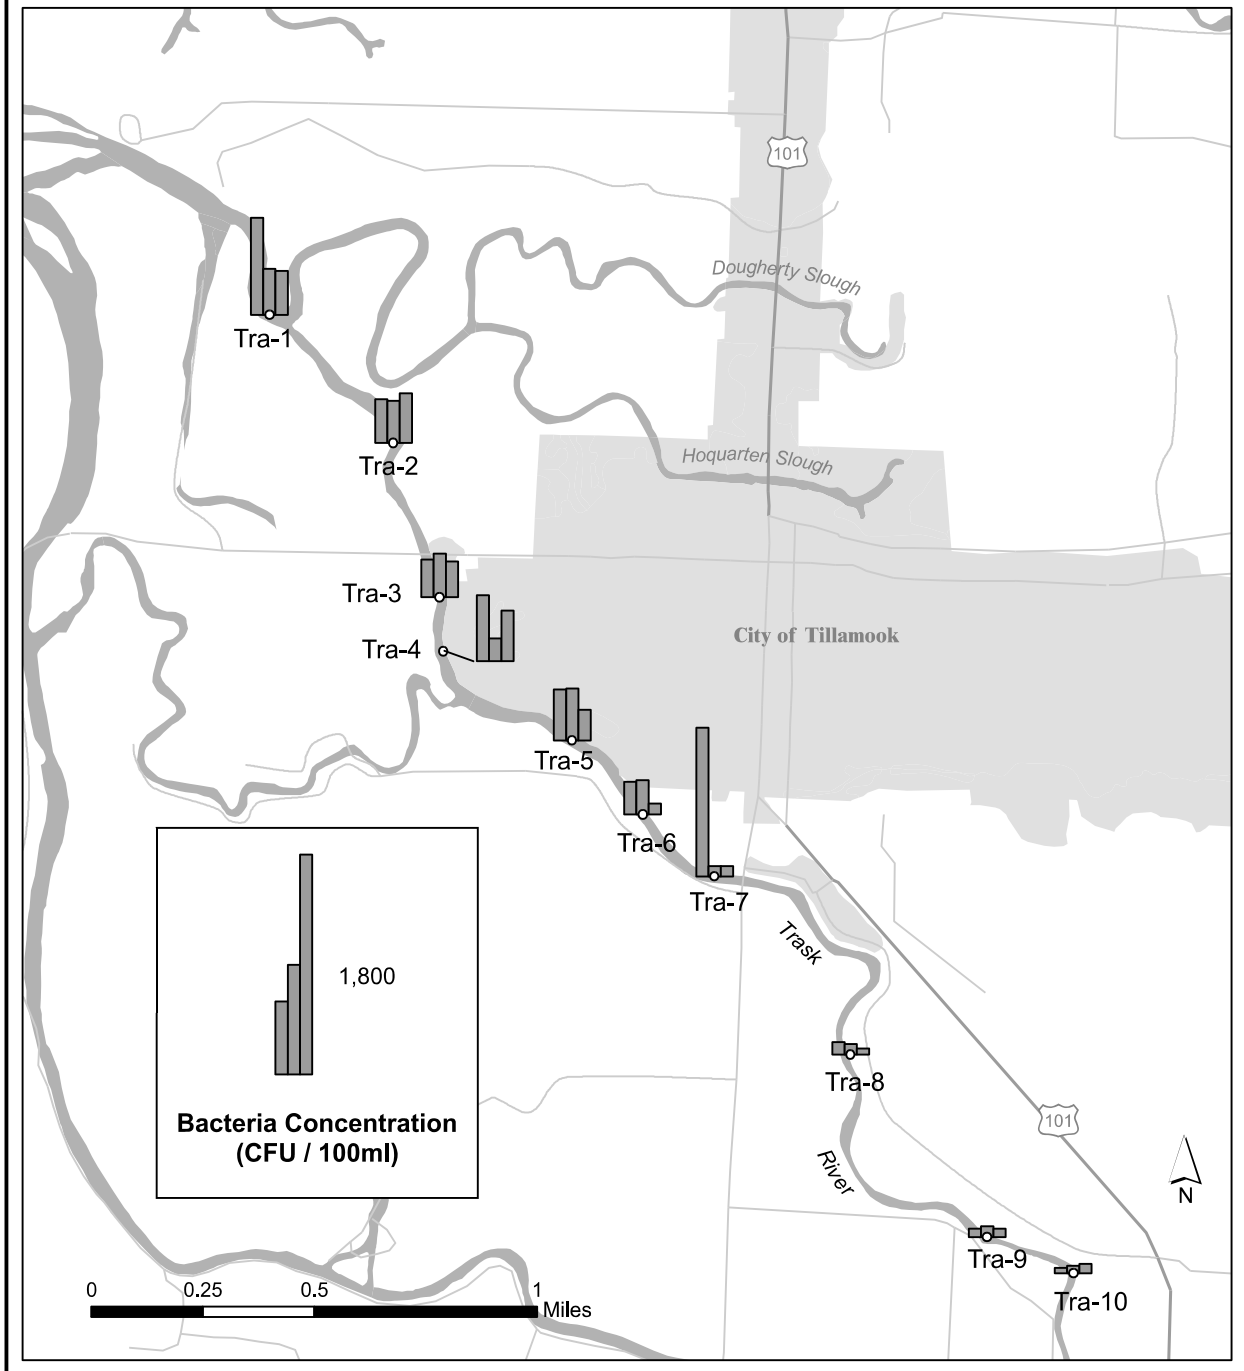 101
Dougherty Slough
Tra-1
Tra-2
Hoquarten Slough
Tra-3
City of Tillamook
Tra-4
Tra-5
Tra-6
Tra-7
Trask
1,800
Tra-8
Bacteria Concentration
(CFU / 100ml)
101
River
N
Tra-9
0 0.25 0.5 1
Miles
Tra-10